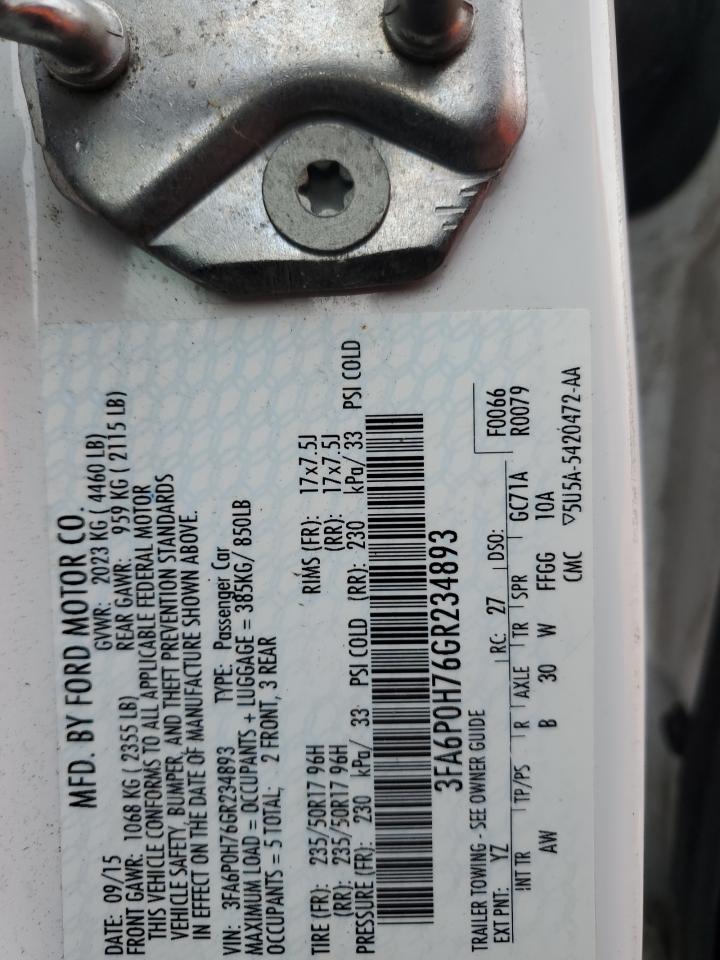 MFD. BY FORD MOTOR CO.
DATE: 09/15 GVWR: 2023 KG ( 4460 LB)
FRONT GAWR: 1068 KG ( 2355 LB) REAR GAWR: 959 KG ( 2115 LB)
THIS VEHICLE CONFORMS TO ALL APPLICABLE FEDERAL MOTOR
VEHICLE SAFETY, BUMPER, AND THEFT PREVENTION STANDARDS
IN EFFECT ON THE DATE OF MANUFACTURE SHOWN ABOVE.
VIN: 3FA6P0H76GR234893 TYPE: Passenger Car
MAXIMUM LOAD = OCCUPANTS + LUGGAGE = 385KG/ 850LB
OCCUPANTS = 5 TOTAL; 2 FRONT, 3 REAR
TIRE (FR): 235/50R17 96H RIMS (FR): 17x7.5J
(RR): 235/50R17 96H (RR): 17x7.5J
PRESSURE (FR): 230 kPa/ 33 PSI COLD (RR): 230 kPa/ 33 PSI COLD
3FA6P0H76GR234893
TRAILER TOWING - SEE OWNER GUIDE F0066
EXT PNT: YZ RC: 27 DSO: R0079
INT TR TP/PS R AXLE TR SPR GC71A
AW B 30 W FFGG 10A
CMC ▽5U5A-5420472-AA